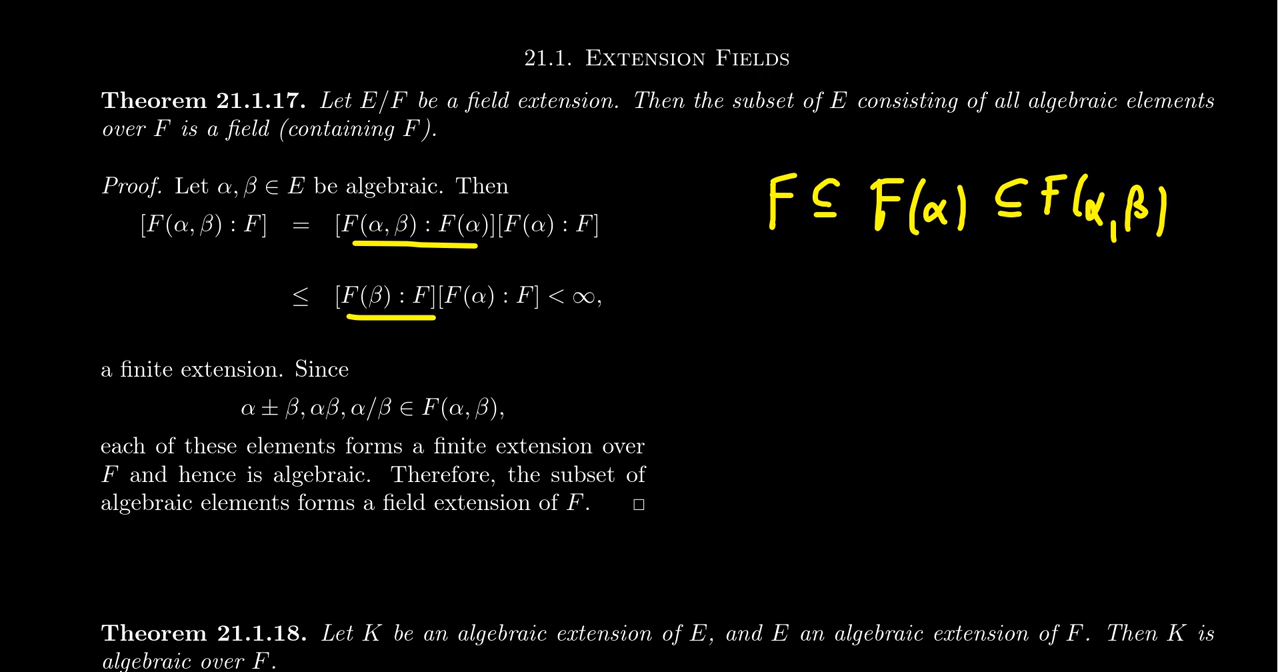 21.1. Extension Fields
Theorem 21.1.17. Let E/F be a field extension. Then the subset of E consisting of all algebraic elements
over F is a field (containing F).
Proof. Let α, β ∈ E be algebraic. Then
F ⊆ F(α) ⊆ F(α, β)
[F(α, β) : F] = [F(α, β) : F(α)][F(α) : F]
≤ [F(β) : F][F(α) : F] < ∞,
a finite extension. Since
α ± β, αβ, α/β ∈ F(α, β),
each of these elements forms a finite extension over
F and hence is algebraic. Therefore, the subset of
algebraic elements forms a field extension of F. □
Theorem 21.1.18. Let K be an algebraic extension of E, and E an algebraic extension of F. Then K is
algebraic over F.